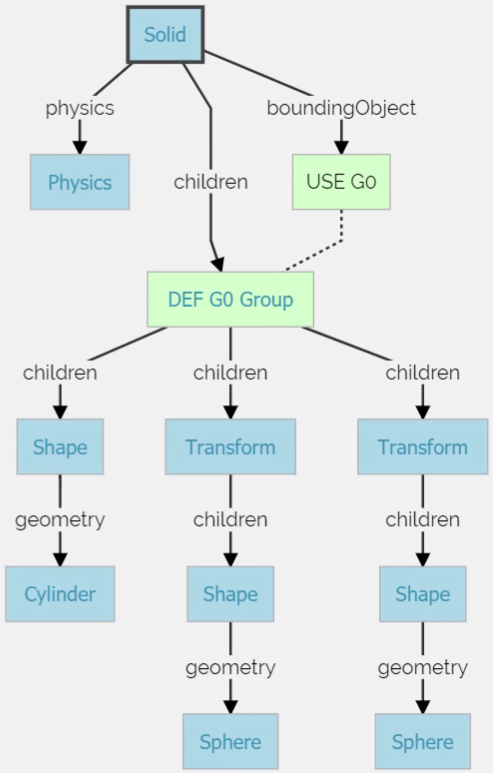 Solid
physics
boundingObject
children
Physics
USE G0
DEF G0 Group
children
children
children
Shape
Transform
Transform
geometry
children
children
Cylinder
Shape
Shape
geometry
geometry
Sphere
Sphere